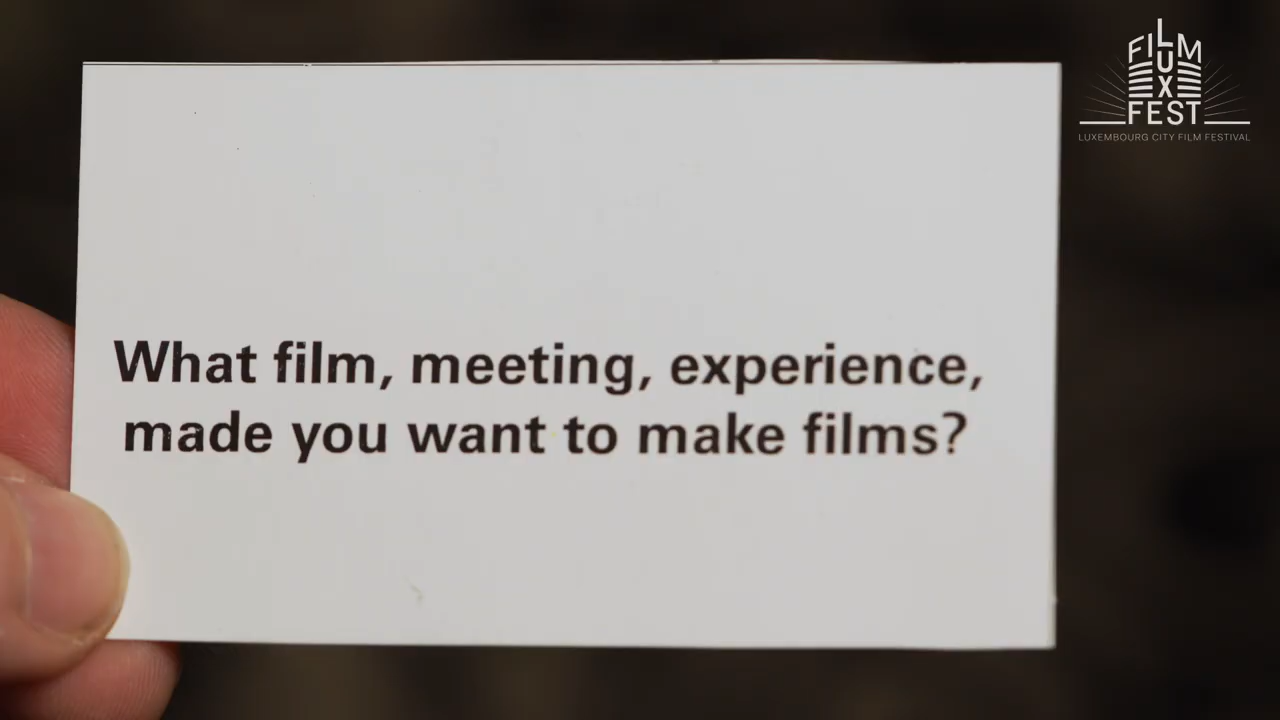 FILM
LUX
FEST
LUXEMBOURG CITY FILM FESTIVAL
What film, meeting, experience,
made you want to make films?